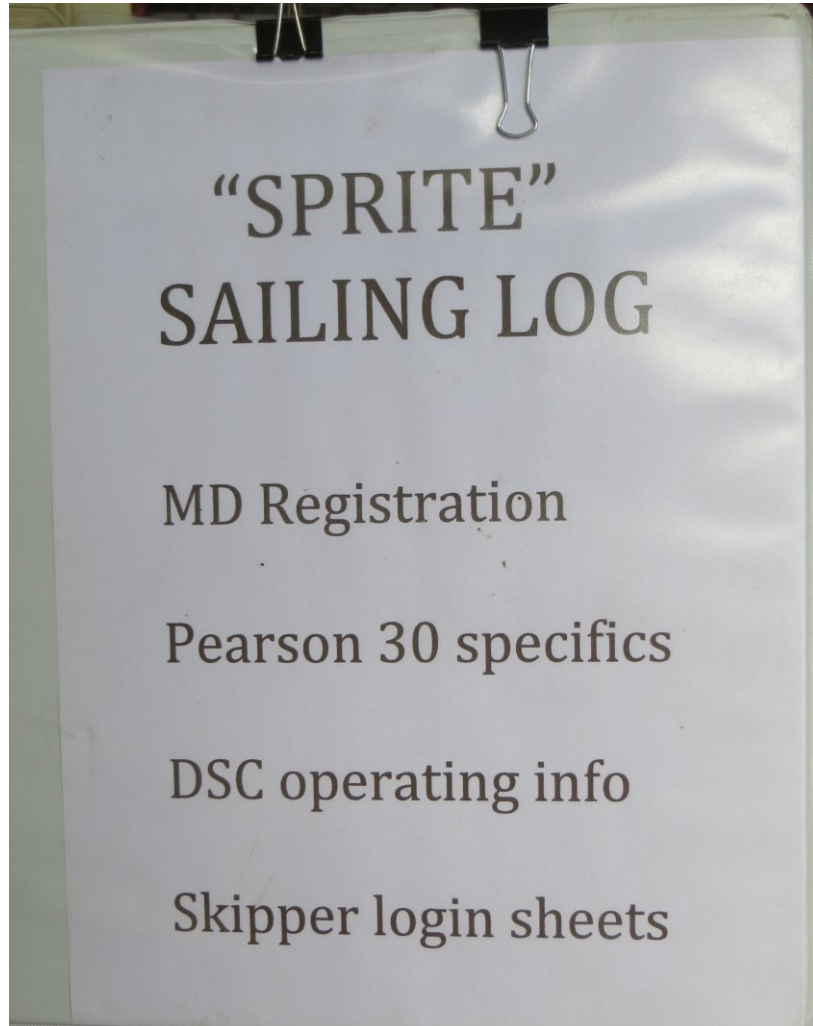 “SPRITE”
SAILING LOG
MD Registration
Pearson 30 specifics
DSC operating info
Skipper login sheets